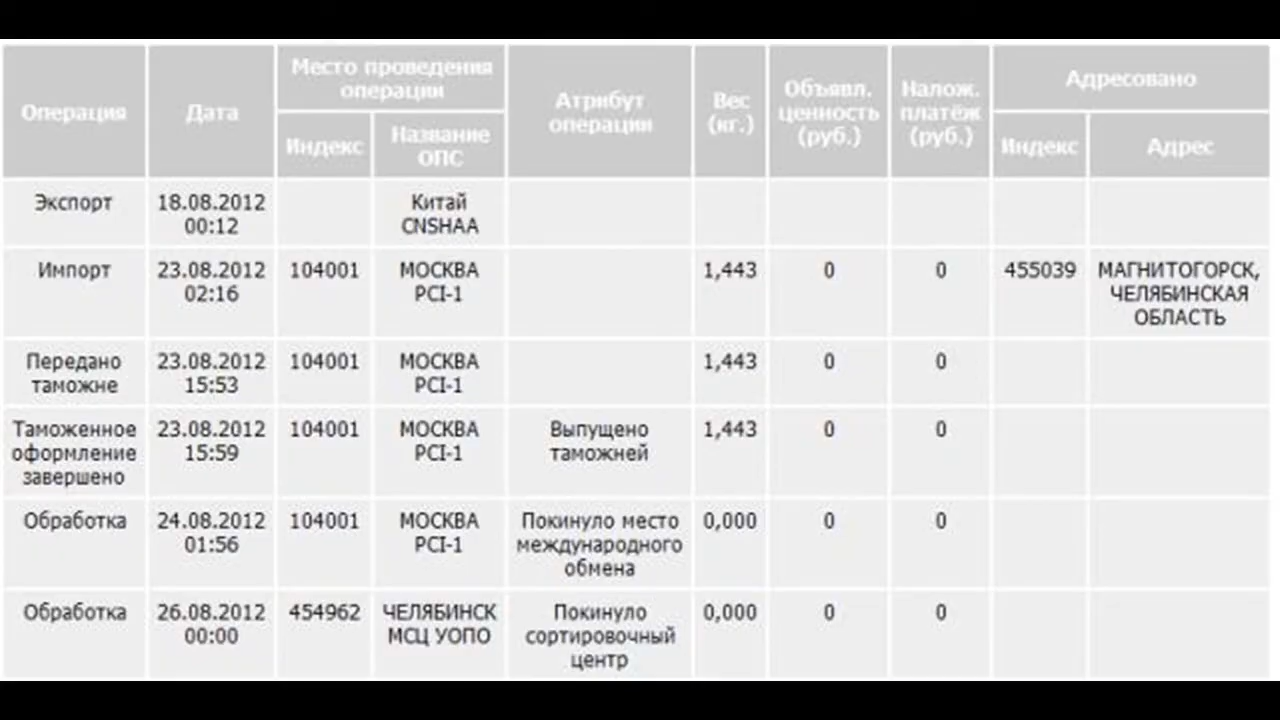 Операция
Дата
Место проведения
операции
Индекс
Название
ОПС
Атрибут
операции
Вес
(кг.)
Объявл.
ценность
(руб.)
Налож.
платёж
(руб.)
Адресовано
Индекс
Адрес
Экспорт
18.08.2012
00:12
Китай
CNSHAA
Импорт
23.08.2012
02:16
104001
МОСКВА
PCI-1
1,443
0
0
455039
МАГНИТОГОРСК,
ЧЕЛЯБИНСКАЯ
ОБЛАСТЬ
Передано
таможне
23.08.2012
15:53
104001
МОСКВА
PCI-1
1,443
0
0
Таможенное
оформление
завершено
23.08.2012
15:59
104001
МОСКВА
PCI-1
Выпущено
таможней
1,443
0
0
Обработка
24.08.2012
01:56
104001
МОСКВА
PCI-1
Покинуло место
международного
обмена
0,000
0
0
Обработка
26.08.2012
00:00
454962
ЧЕЛЯБИНСК
МСЦ УОПО
Покинуло
сортировочный
центр
0,000
0
0